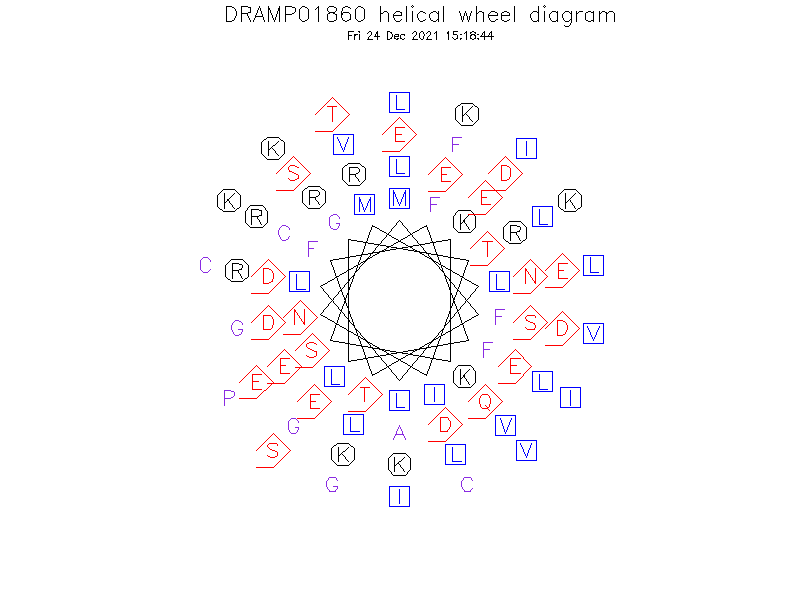 DRAMP01860 helical wheel diagram
Fri 24 Dec 2021 15:18:44
L
T K
E
K V F I
L
S R E D
K R M M F E K
R G K L
C R
F T
C R D L L N E L
G D N F S D V
S F
E E
E L K L
P T I I
E L Q
G L A D V
S K L V
K
G C
I